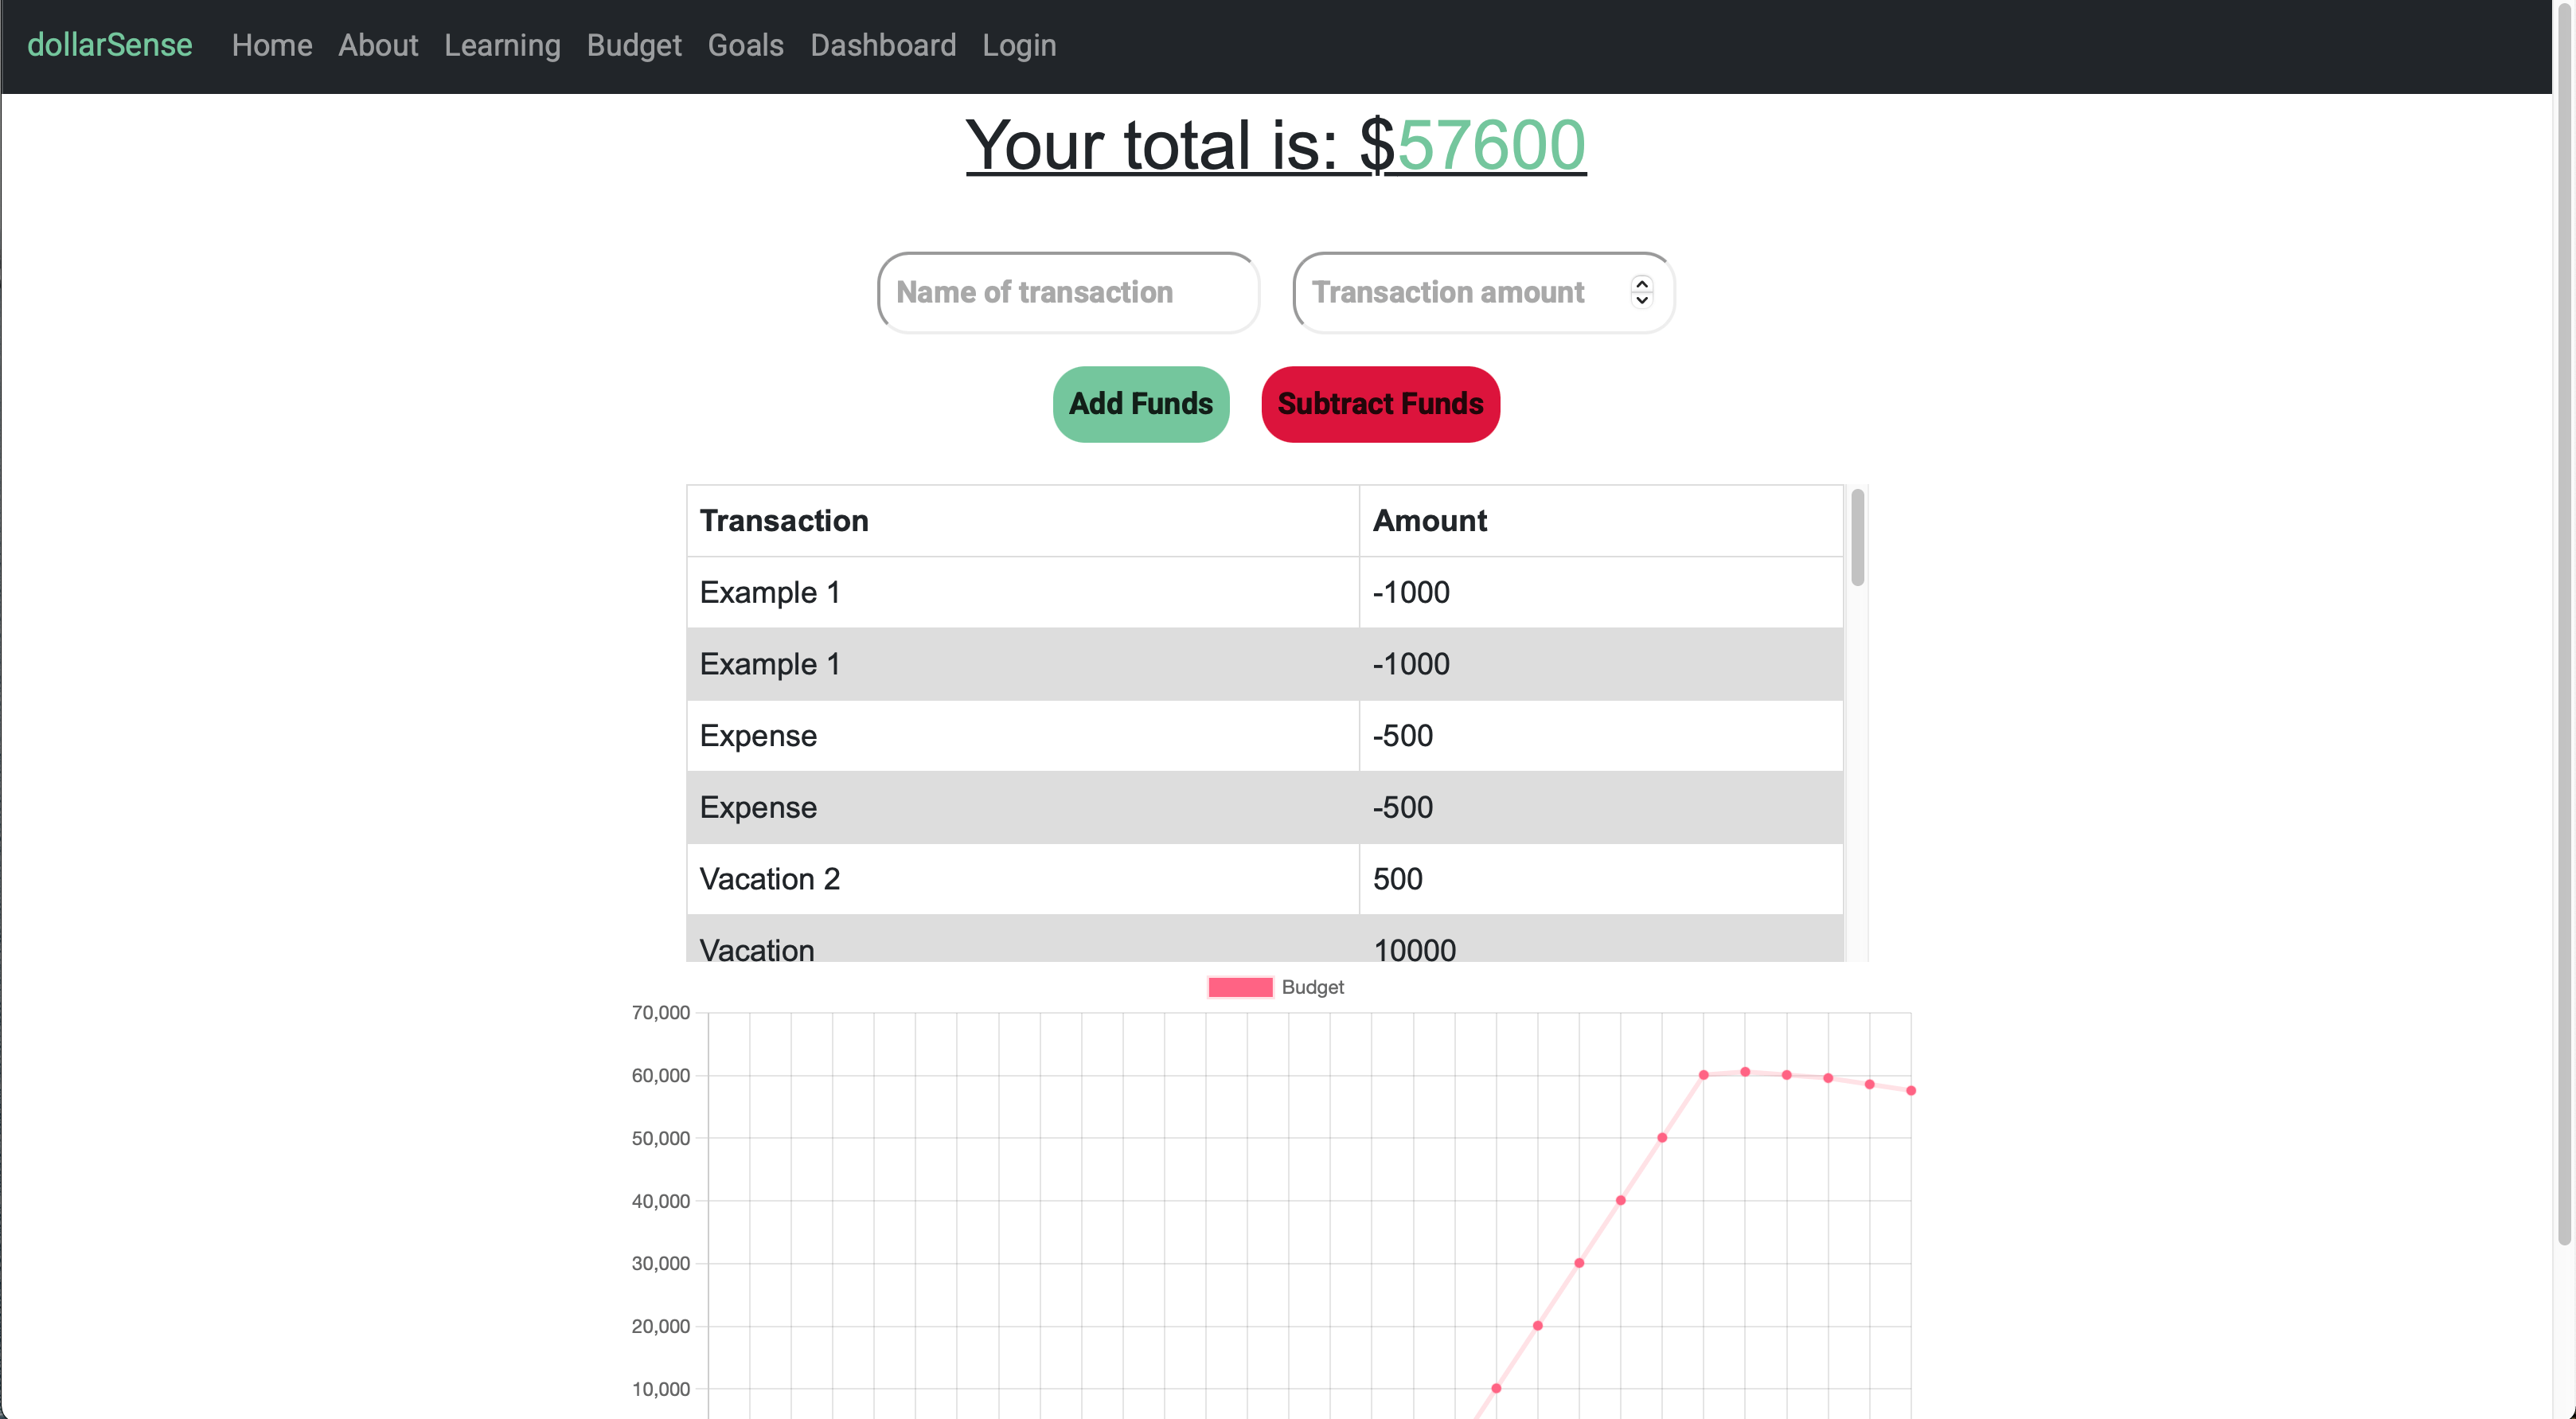 dollarSense Home About Learning Budget Goals Dashboard Login
Your total is: $57600
Name of transaction Transaction amount
Add Funds Subtract Funds
Transaction Amount
Example 1 -1000
Example 1 -1000
Expense -500
Expense -500
Vacation 2 500
Vacation 10000
Budget
70,000
60,000
50,000
40,000
30,000
20,000
10,000